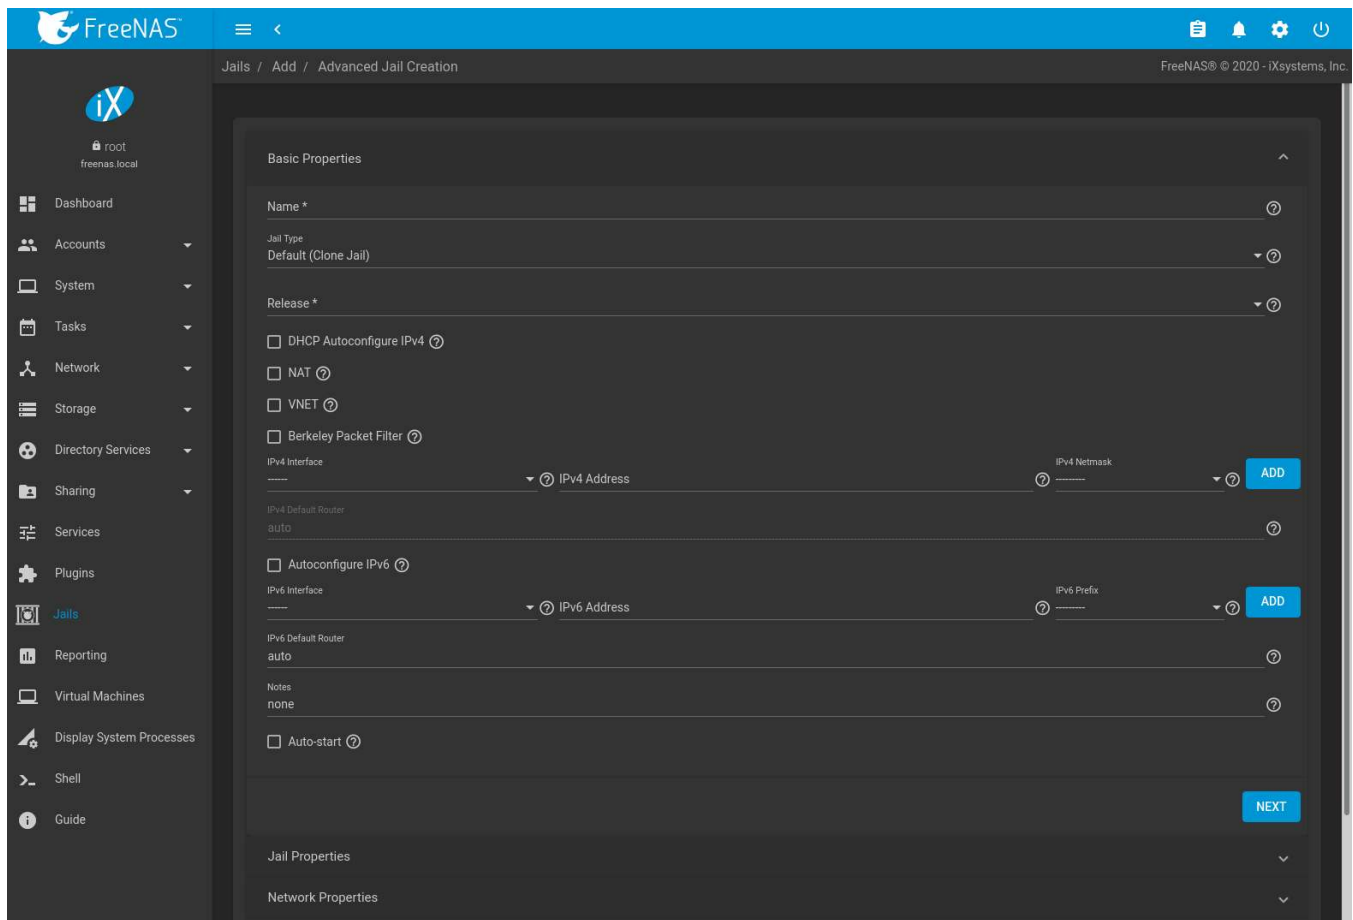 FreeNAS
Jails / Add / Advanced Jail Creation
FreeNAS® © 2020 - iXsystems, Inc.
iX
root
freenas.local
Dashboard
Accounts
System
Tasks
Network
Storage
Directory Services
Sharing
Services
Plugins
Jails
Reporting
Virtual Machines
Display System Processes
Shell
Guide
Basic Properties
Name *
Jail Type
Default (Clone Jail)
Release *
DHCP Autoconfigure IPv4
NAT
VNET
Berkeley Packet Filter
IPv4 Interface
------
IPv4 Address
IPv4 Netmask
---------
ADD
IPv4 Default Router
auto
Autoconfigure IPv6
IPv6 Interface
------
IPv6 Address
IPv6 Prefix
---------
ADD
IPv6 Default Router
auto
Notes
none
Auto-start
NEXT
Jail Properties
Network Properties